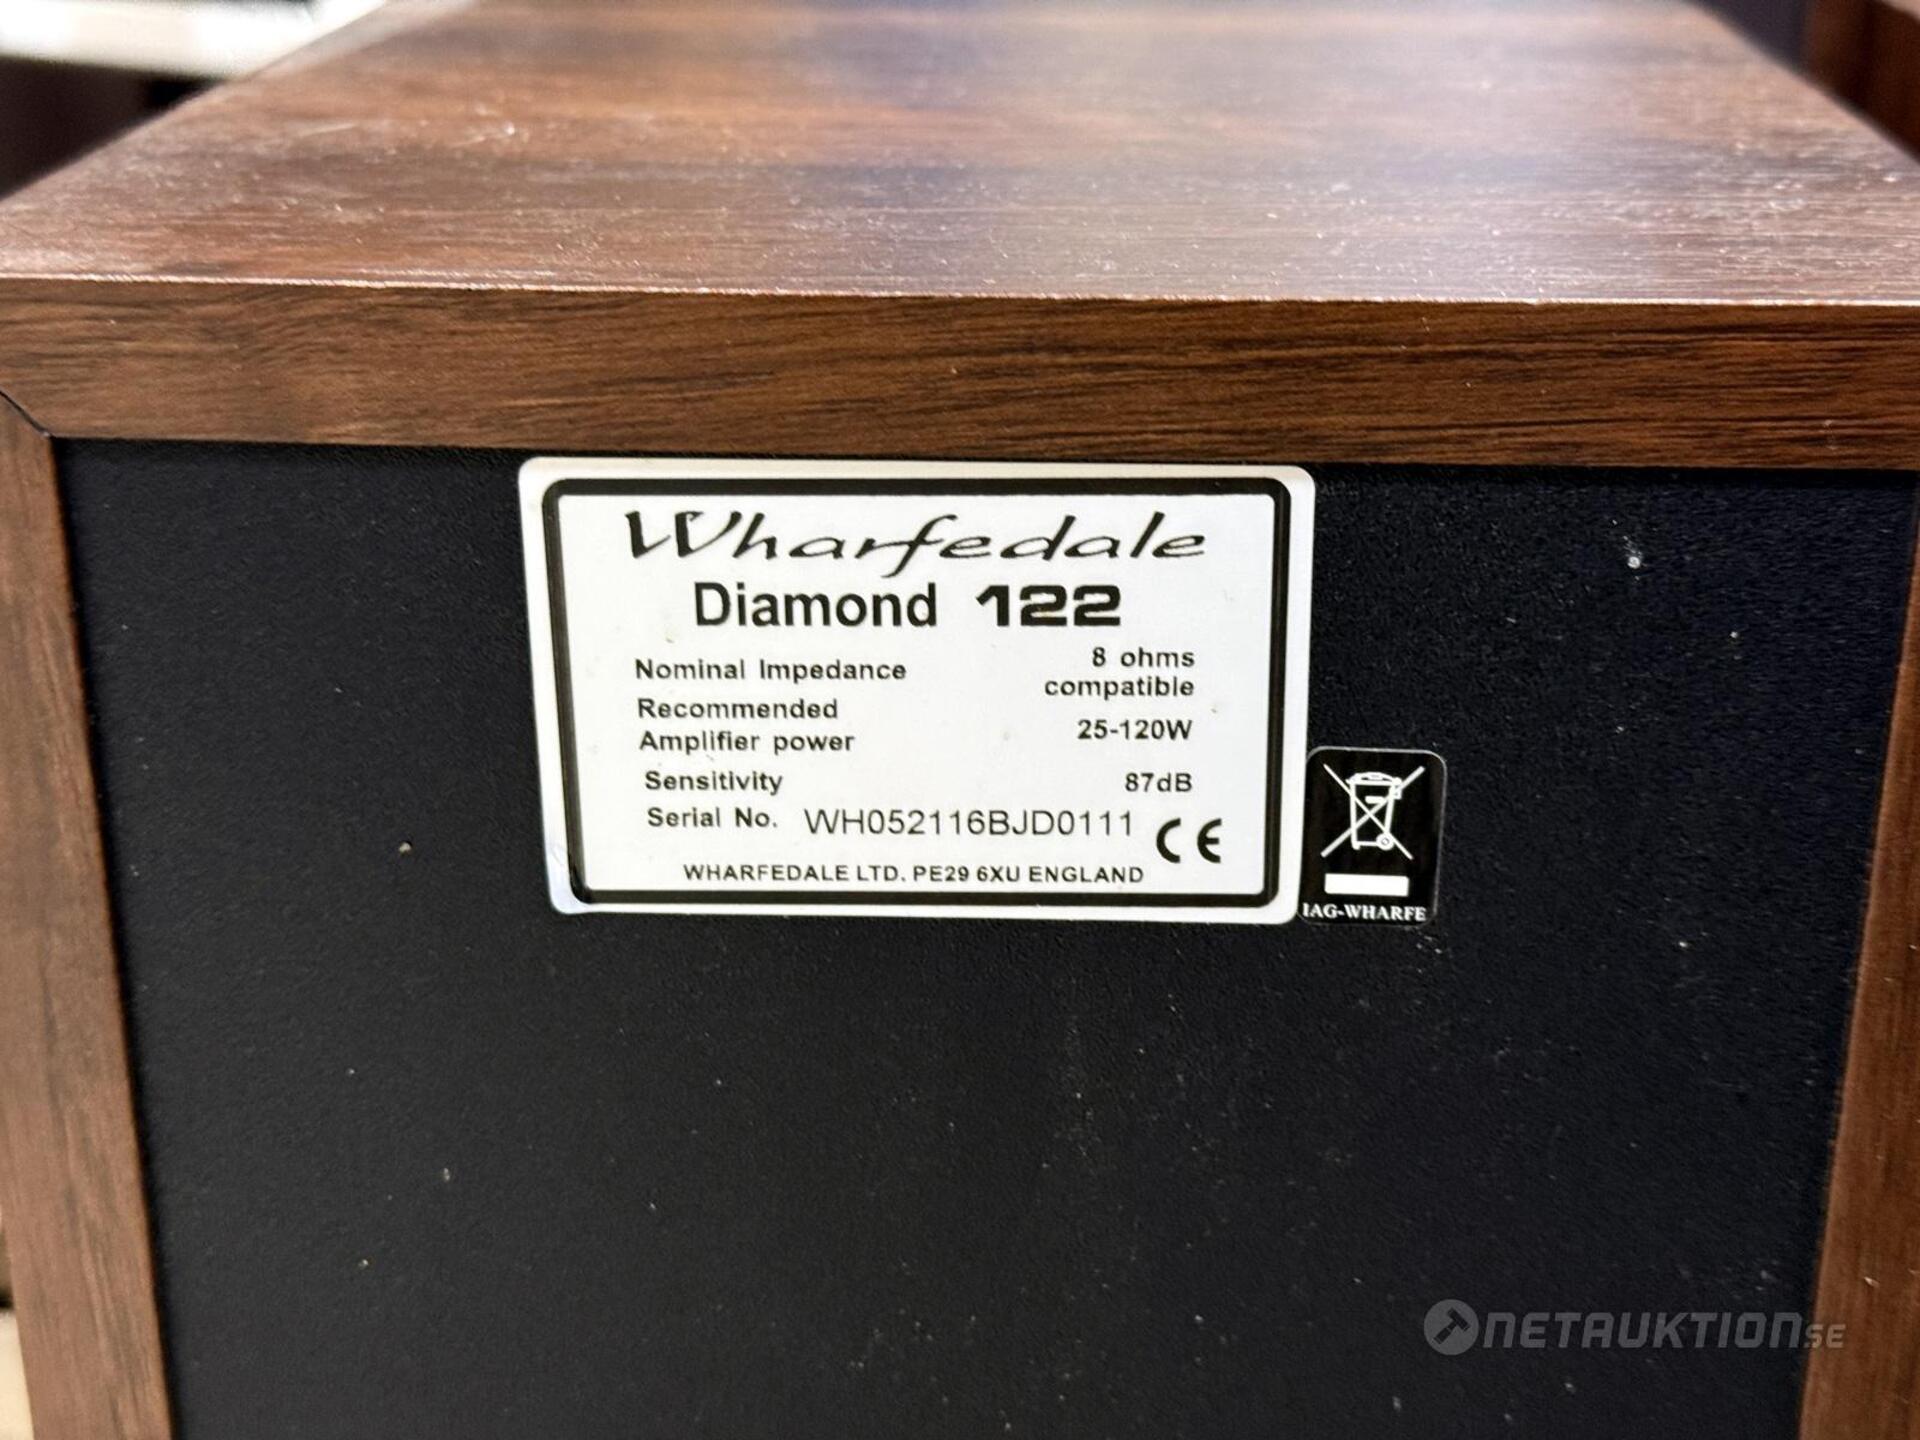 Wharfedale
Diamond 122
Nominal Impedance 8 ohms compatible
Recommended Amplifier power 25-120W
Sensitivity 87dB
Serial No. WH052116BJD0111 CE
WHARFEDALE LTD. PE29 6XU ENGLAND
IAG-WHARFE
NETAUKTION.SE